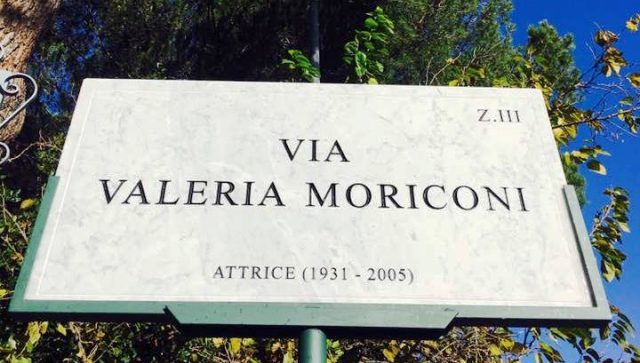 Z.III
VIA
VALERIA MORICONI
ATTRICE (1931 - 2005)